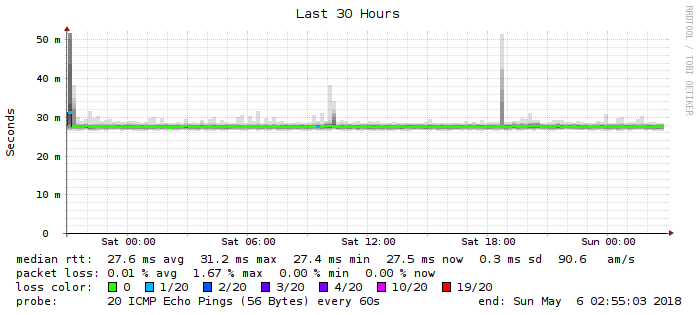 Last 30 Hours
RRDTOOL / TOBI OETIKER
Seconds
50 m
40 m
30 m
20 m
10 m
0
Sat 00:00 Sat 06:00 Sat 12:00 Sat 18:00 Sun 00:00
median rtt: 27.6 ms avg 31.2 ms max 27.4 ms min 27.5 ms now 0.3 ms sd 90.6 am/s
packet loss: 0.01 % avg 1.67 % max 0.00 % min 0.00 % now
loss color: 0 1/20 2/20 3/20 4/20 10/20 19/20
probe: 20 ICMP Echo Pings (56 Bytes) every 60s end: Sun May 6 02:55:03 2018